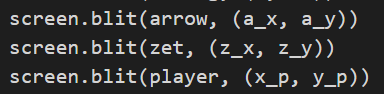 screen.blit(arrow, (a_x, a_y))
screen.blit(zet, (z_x, z_y))
screen.blit(player, (x_p, y_p))